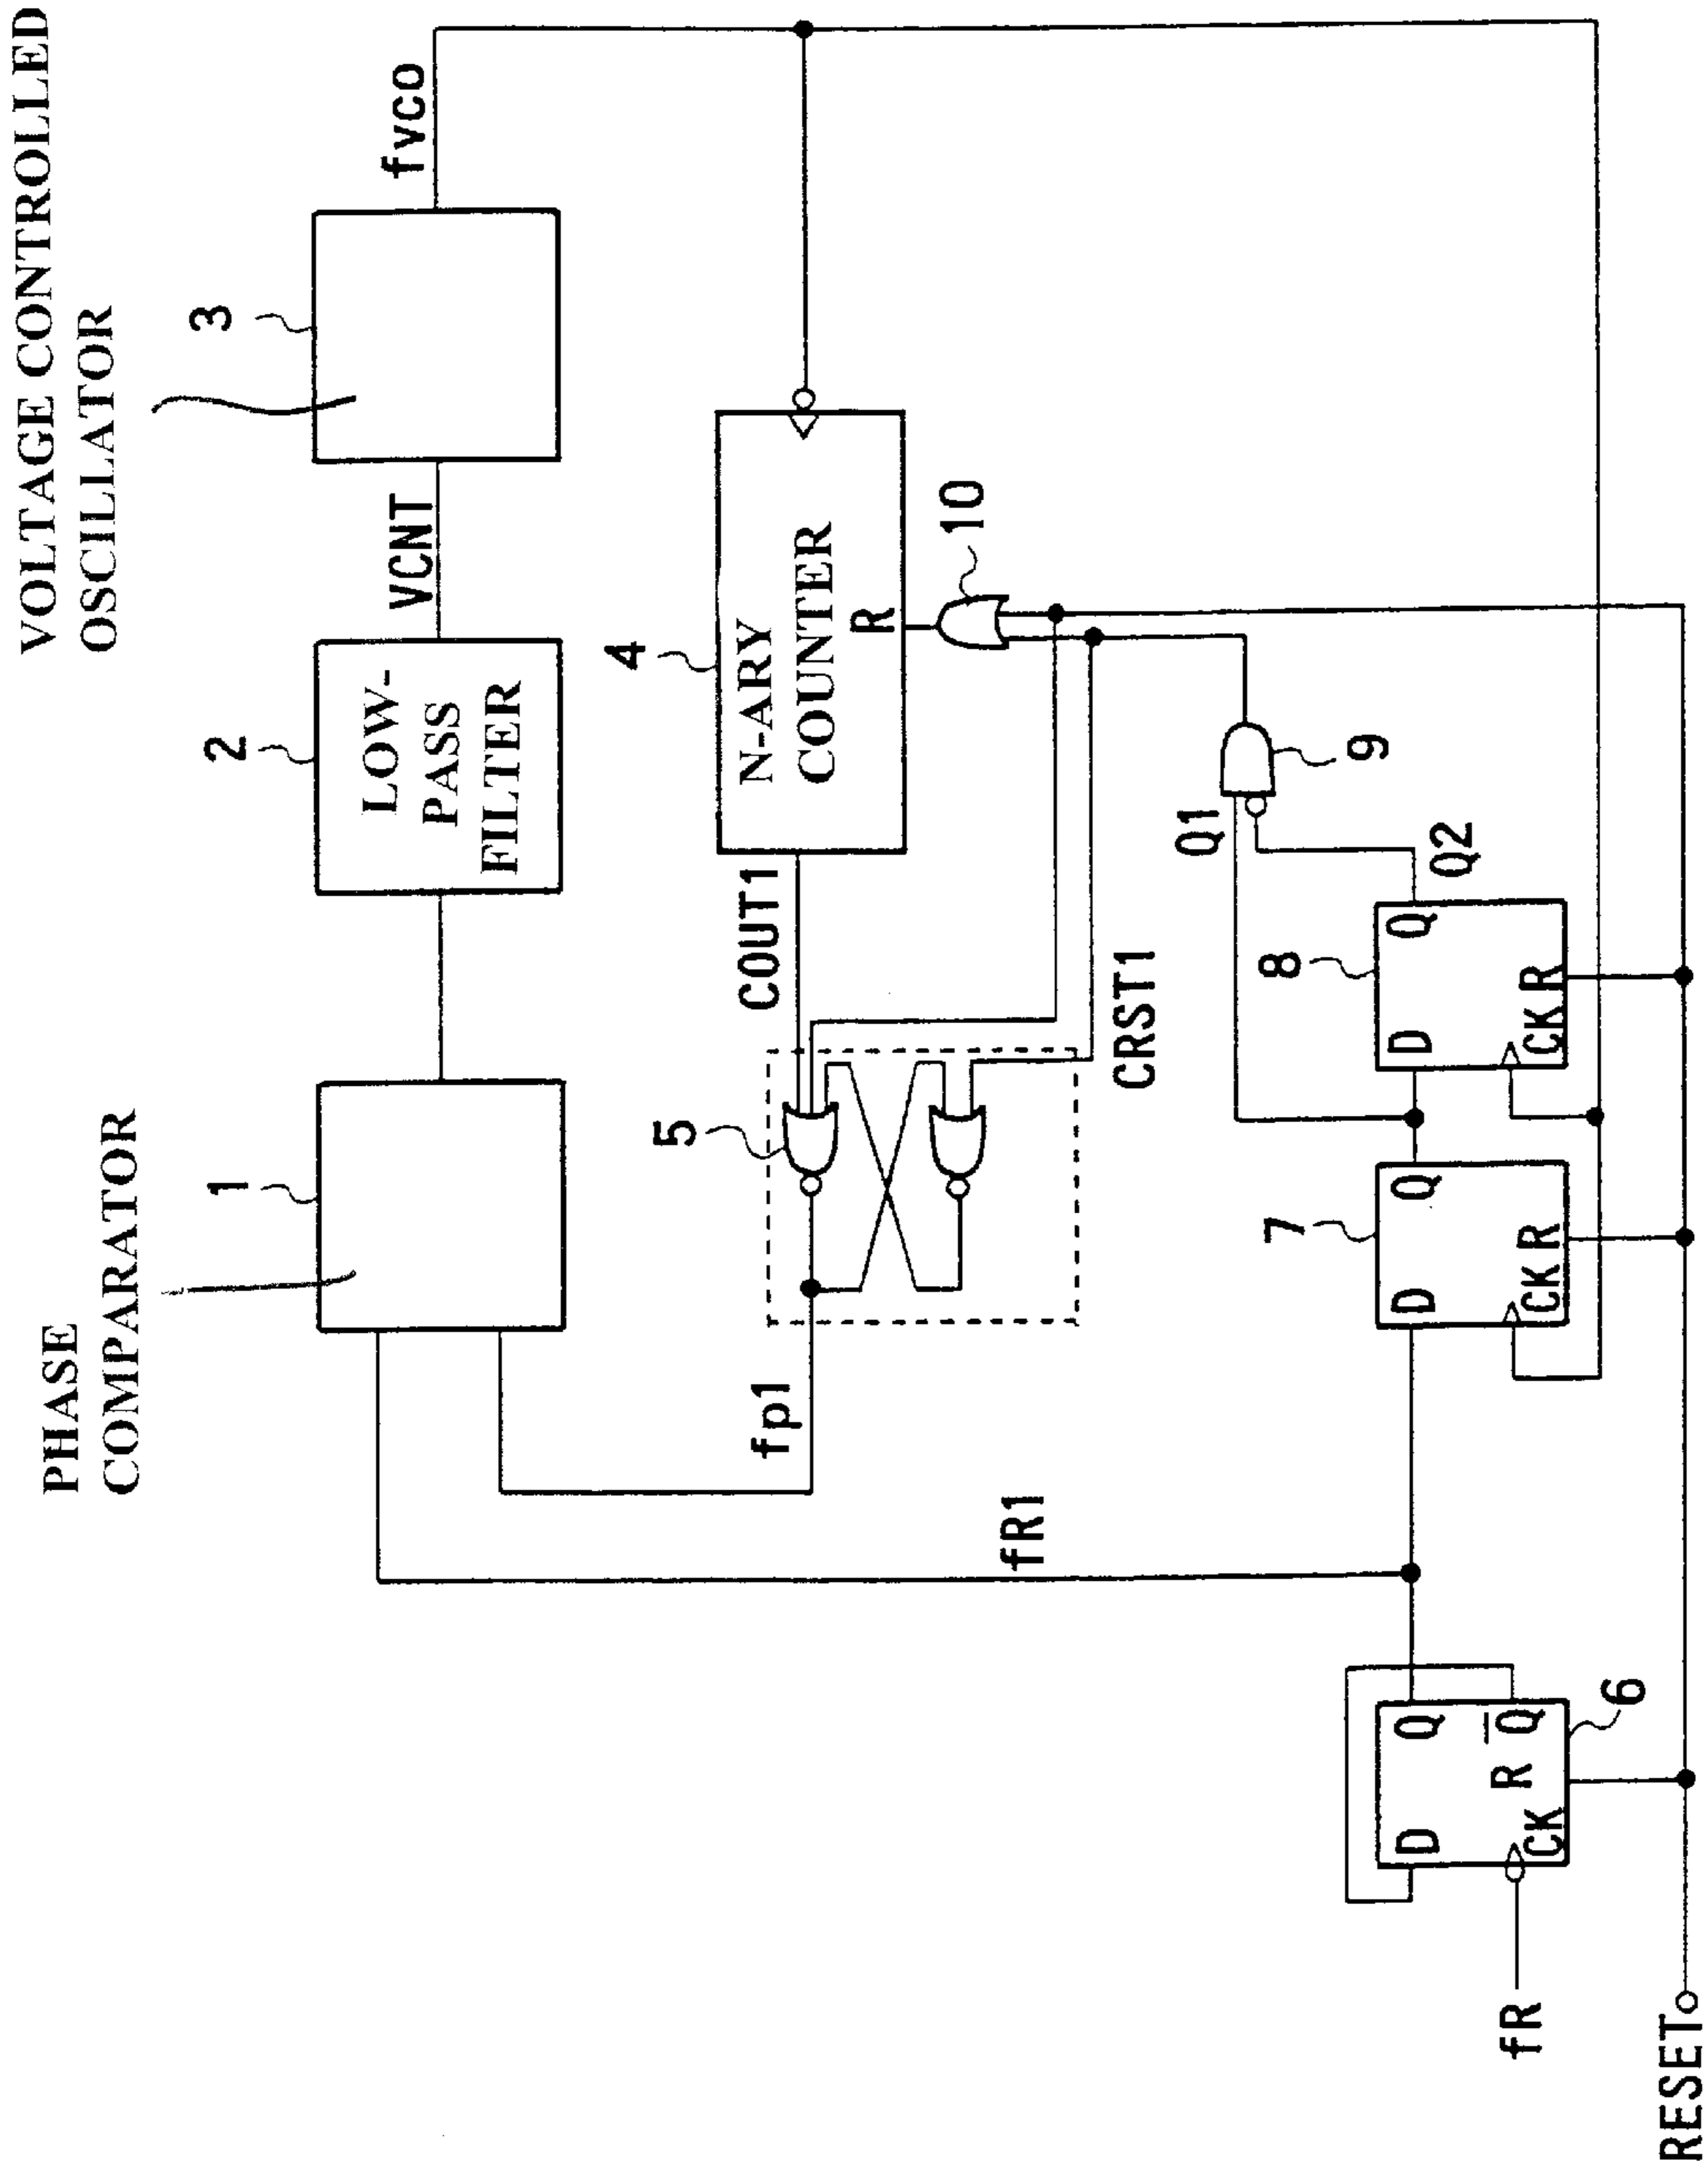 PHASE
COMPARATOR
VOLTAGE CONTROLLED
OSCILLATOR
1
2
3
LOW-
PASS
FILTER
VCNT
fvco
4
N-ARY
COUNTER
R
COUT1
5
fp1
10
CRST1
fR1
Q1
9
Q2
6
D
Q
CK
R
Q̅
7
D
Q
CK
R
8
D
Q
CK
R
fR
RESET